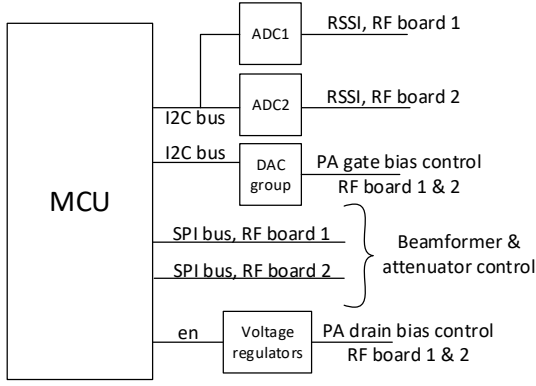 ADC1
RSSI, RF board 1
ADC2
RSSI, RF board 2
I2C bus
I2C bus
DAC
group
PA gate bias control
RF board 1 & 2
MCU
SPI bus, RF board 1
SPI bus, RF board 2
Beamformer &
attenuator control
en
Voltage
regulators
PA drain bias control
RF board 1 & 2